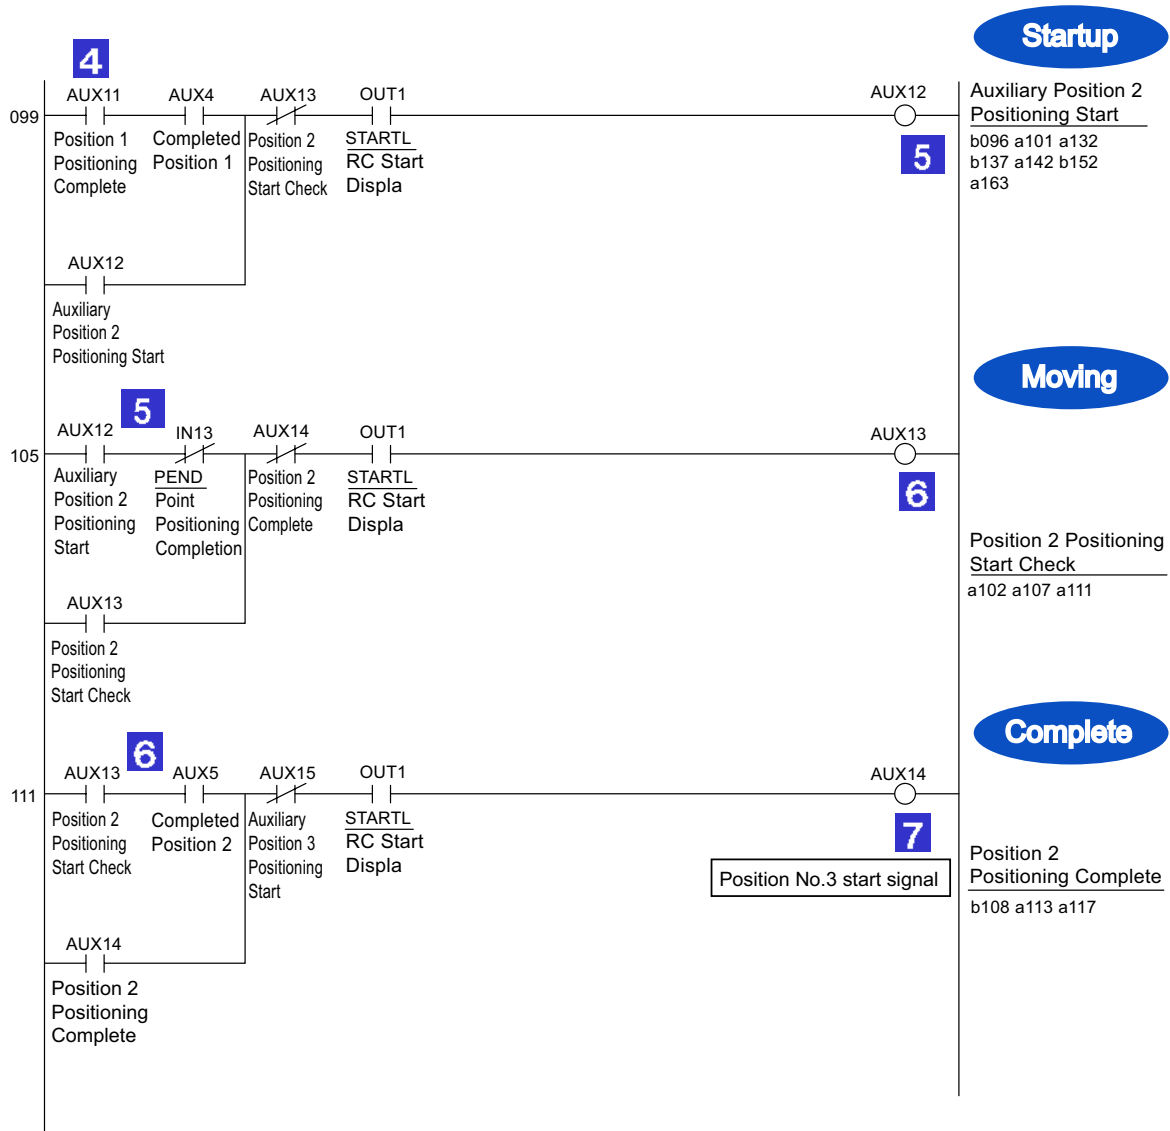 Startup
4
AUX11 AUX4 AUX13 OUT1 AUX12
099
Position 1
Positioning
Complete
Completed
Position 1
Position 2
Positioning
Start Check
STARTL
RC Start
Displa
5
Auxiliary Position 2
Positioning Start
b096 a101 a132
b137 a142 b152
a163
AUX12
Auxiliary
Position 2
Positioning Start
Moving
5
AUX12 IN13 AUX14 OUT1 AUX13
105
Auxiliary
Position 2
Positioning
Start
PEND
Point
Positioning
Completion
Position 2
Positioning
Complete
STARTL
RC Start
Displa
6
Position 2 Positioning
Start Check
a102 a107 a111
AUX13
Position 2
Positioning
Start Check
Complete
6
AUX13 AUX5 AUX15 OUT1 AUX14
111
Position 2
Positioning
Start Check
Completed
Position 2
Auxiliary
Position 3
Positioning
Start
STARTL
RC Start
Displa
7
Position No.3 start signal
Position 2
Positioning Complete
b108 a113 a117
AUX14
Position 2
Positioning
Complete